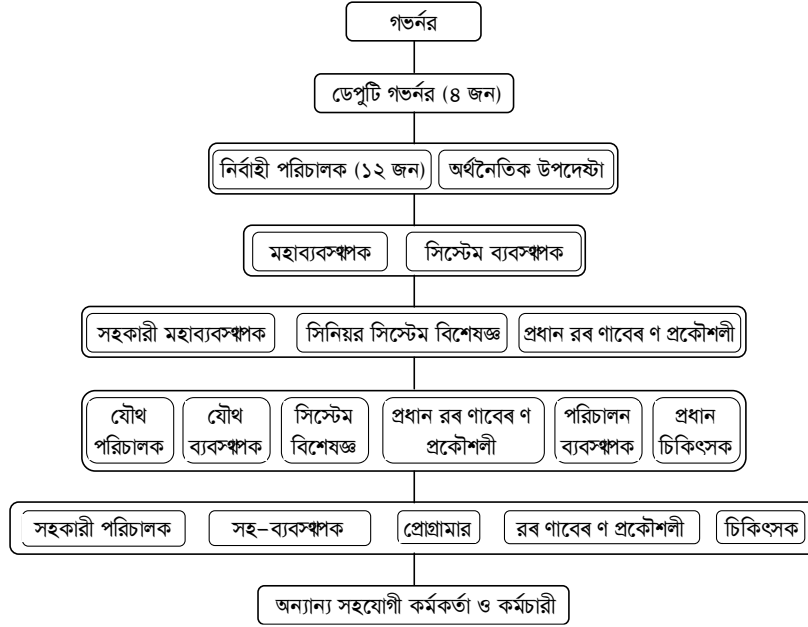 গভর্নর
ডেপুটি গভর্নর (৪ জন)
নির্বাহী পরিচালক (১২ জন) অর্থনৈতিক উপদেষ্টা
মহাব্যবস্থাপক সিস্টেম ব্যবস্থাপক
সহকারী মহাব্যবস্থাপক সিনিয়র সিস্টেম বিশেষজ্ঞ প্রধান রৰ ণাবেৰ ণ প্রকৌশলী
যৌথ পরিচালক
যৌথ ব্যবস্থাপক
সিস্টেম বিশেষজ্ঞ
প্রধান রৰ ণাবেৰ ণ প্রকৌশলী
পরিচালন ব্যবস্থাপক
প্রধান চিকিৎসক
সহকারী পরিচালক সহ-ব্যবস্থাপক প্রোগ্রামার রৰ ণাবেৰ ণ প্রকৌশলী চিকিৎসক
অন্যান্য সহযোগী কর্মকর্তা ও কর্মচারী